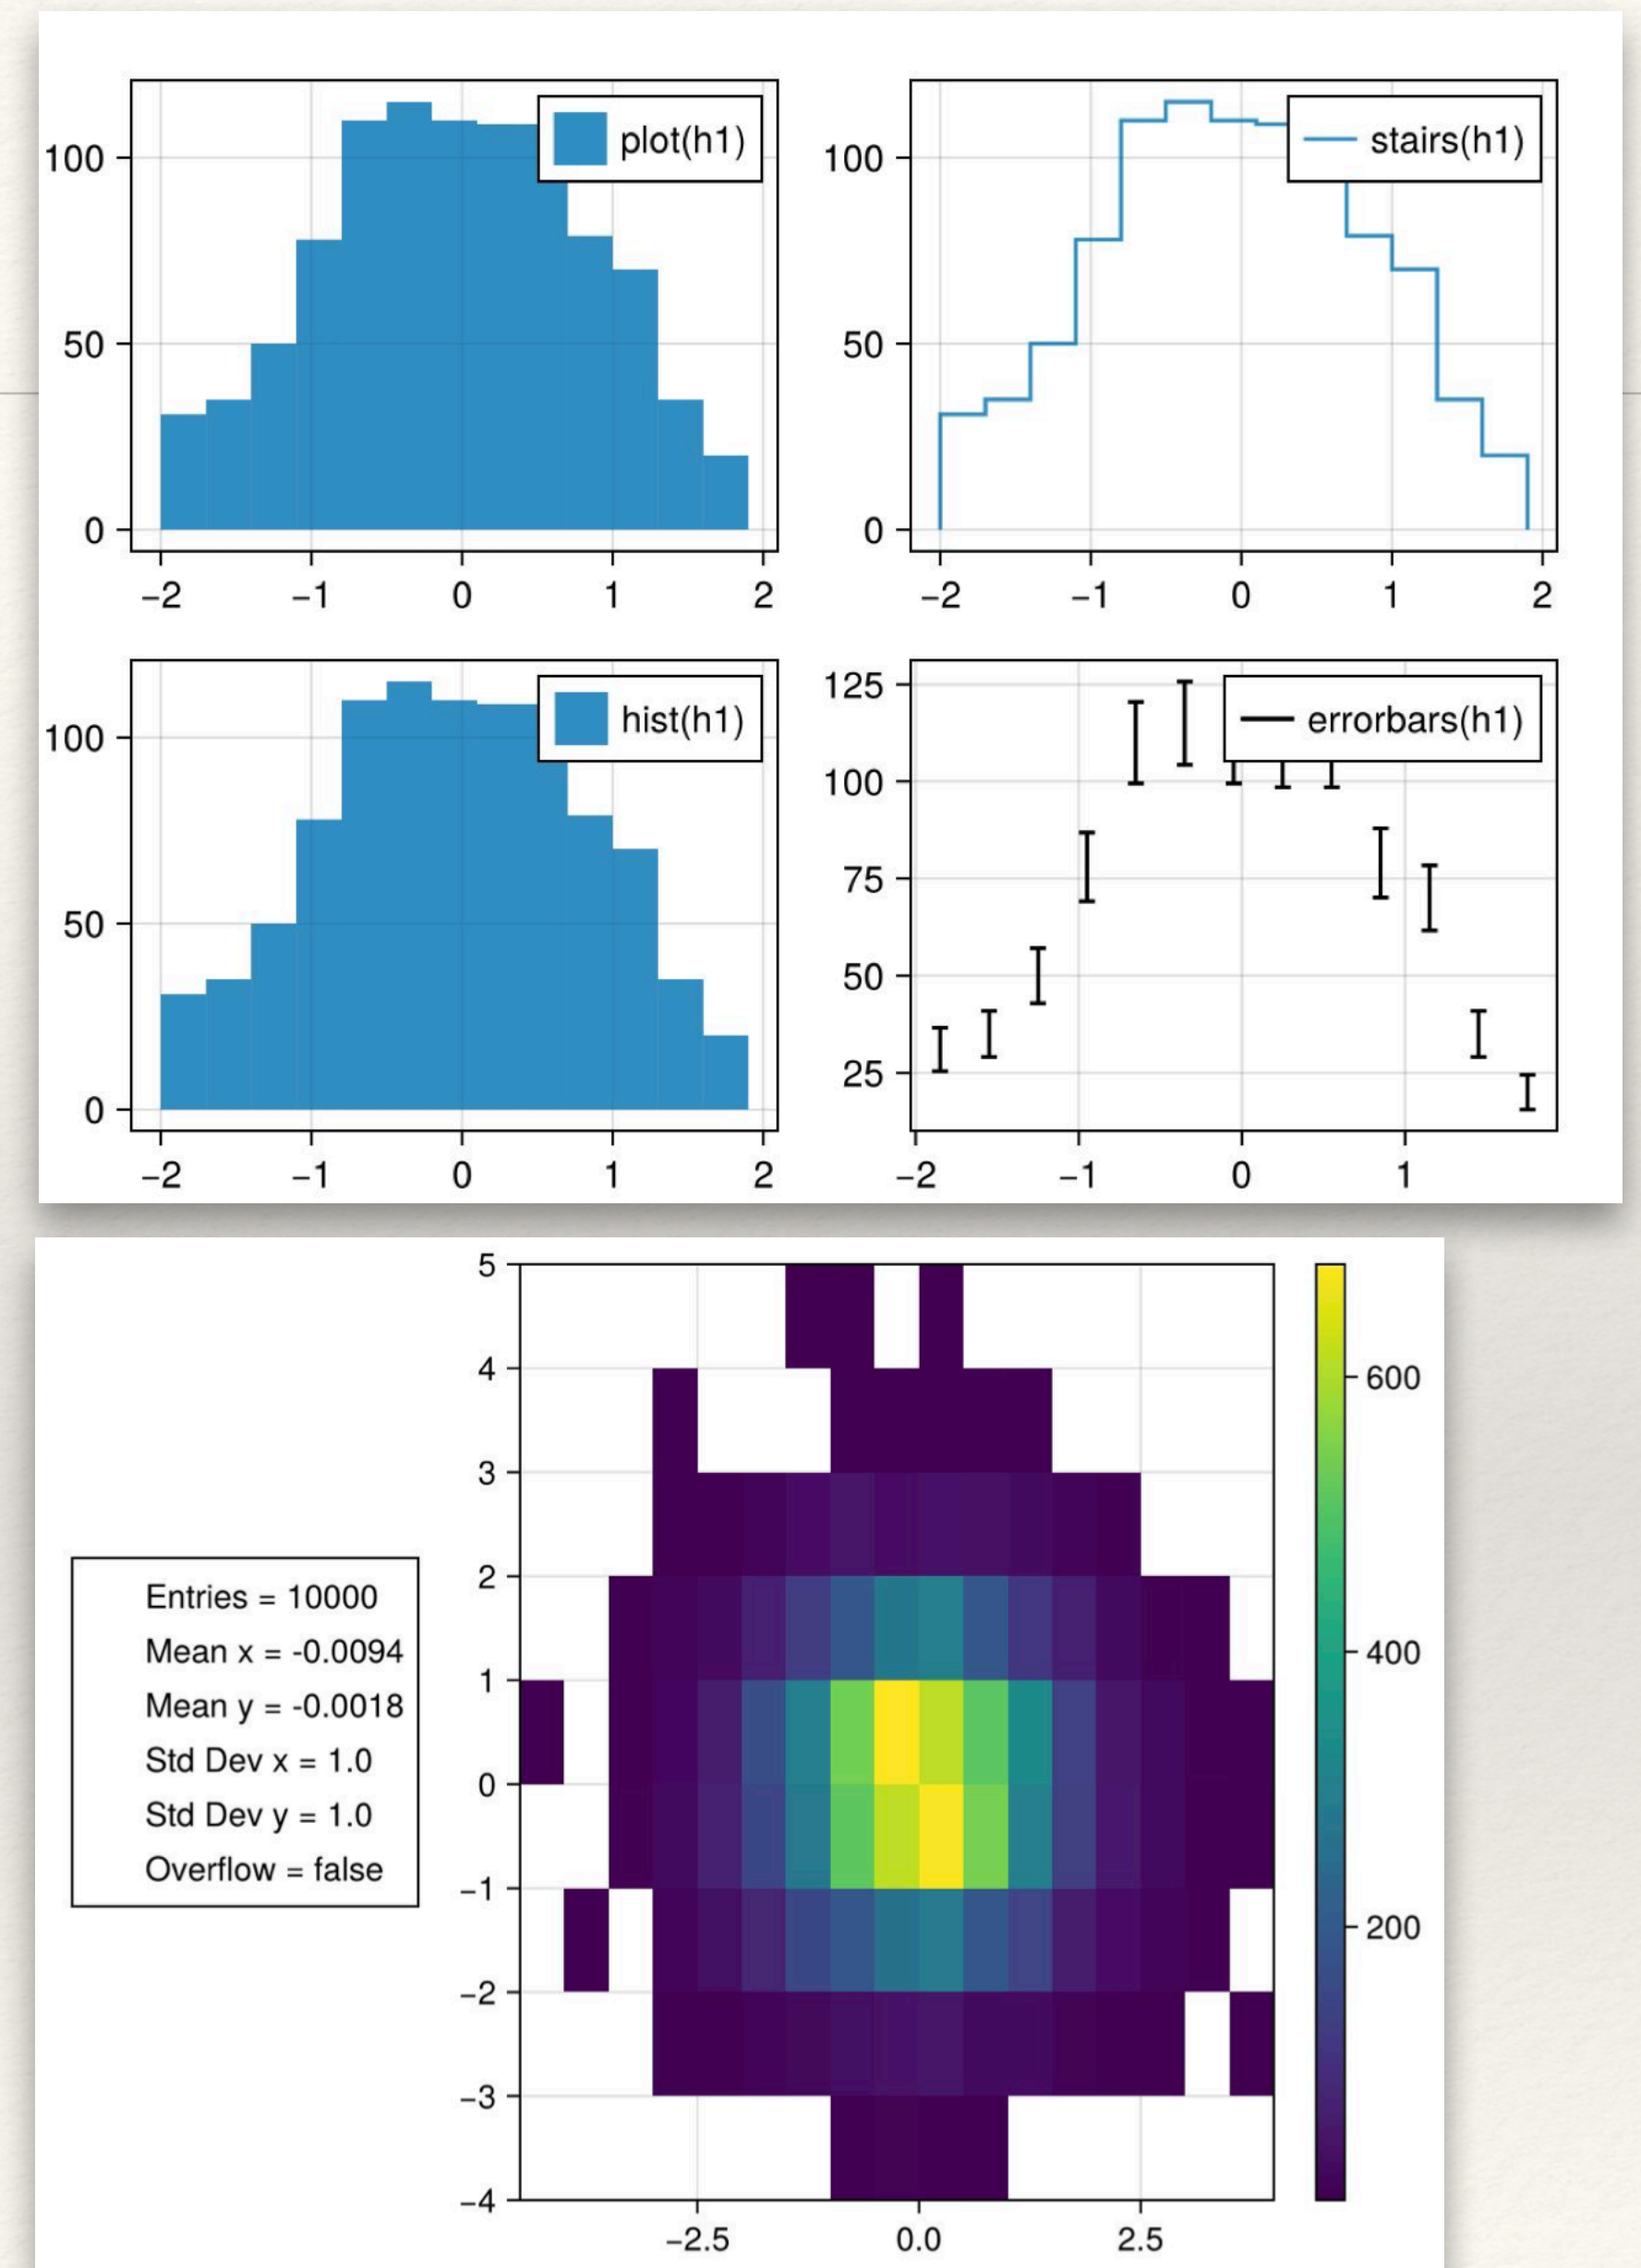 plot(h1)
100
50
0
−2 −1 0 1 2
stairs(h1)
100
50
0
−2 −1 0 1 2
hist(h1)
100
50
0
−2 −1 0 1 2
errorbars(h1)
125
100
75
50
25
−2 −1 0 1
Entries = 10000
Mean x = -0.0094
Mean y = -0.0018
Std Dev x = 1.0
Std Dev y = 1.0
Overflow = false
5
4
3
2
1
0
−1
−2
−3
−4
−2.5 0.0 2.5
600
400
200